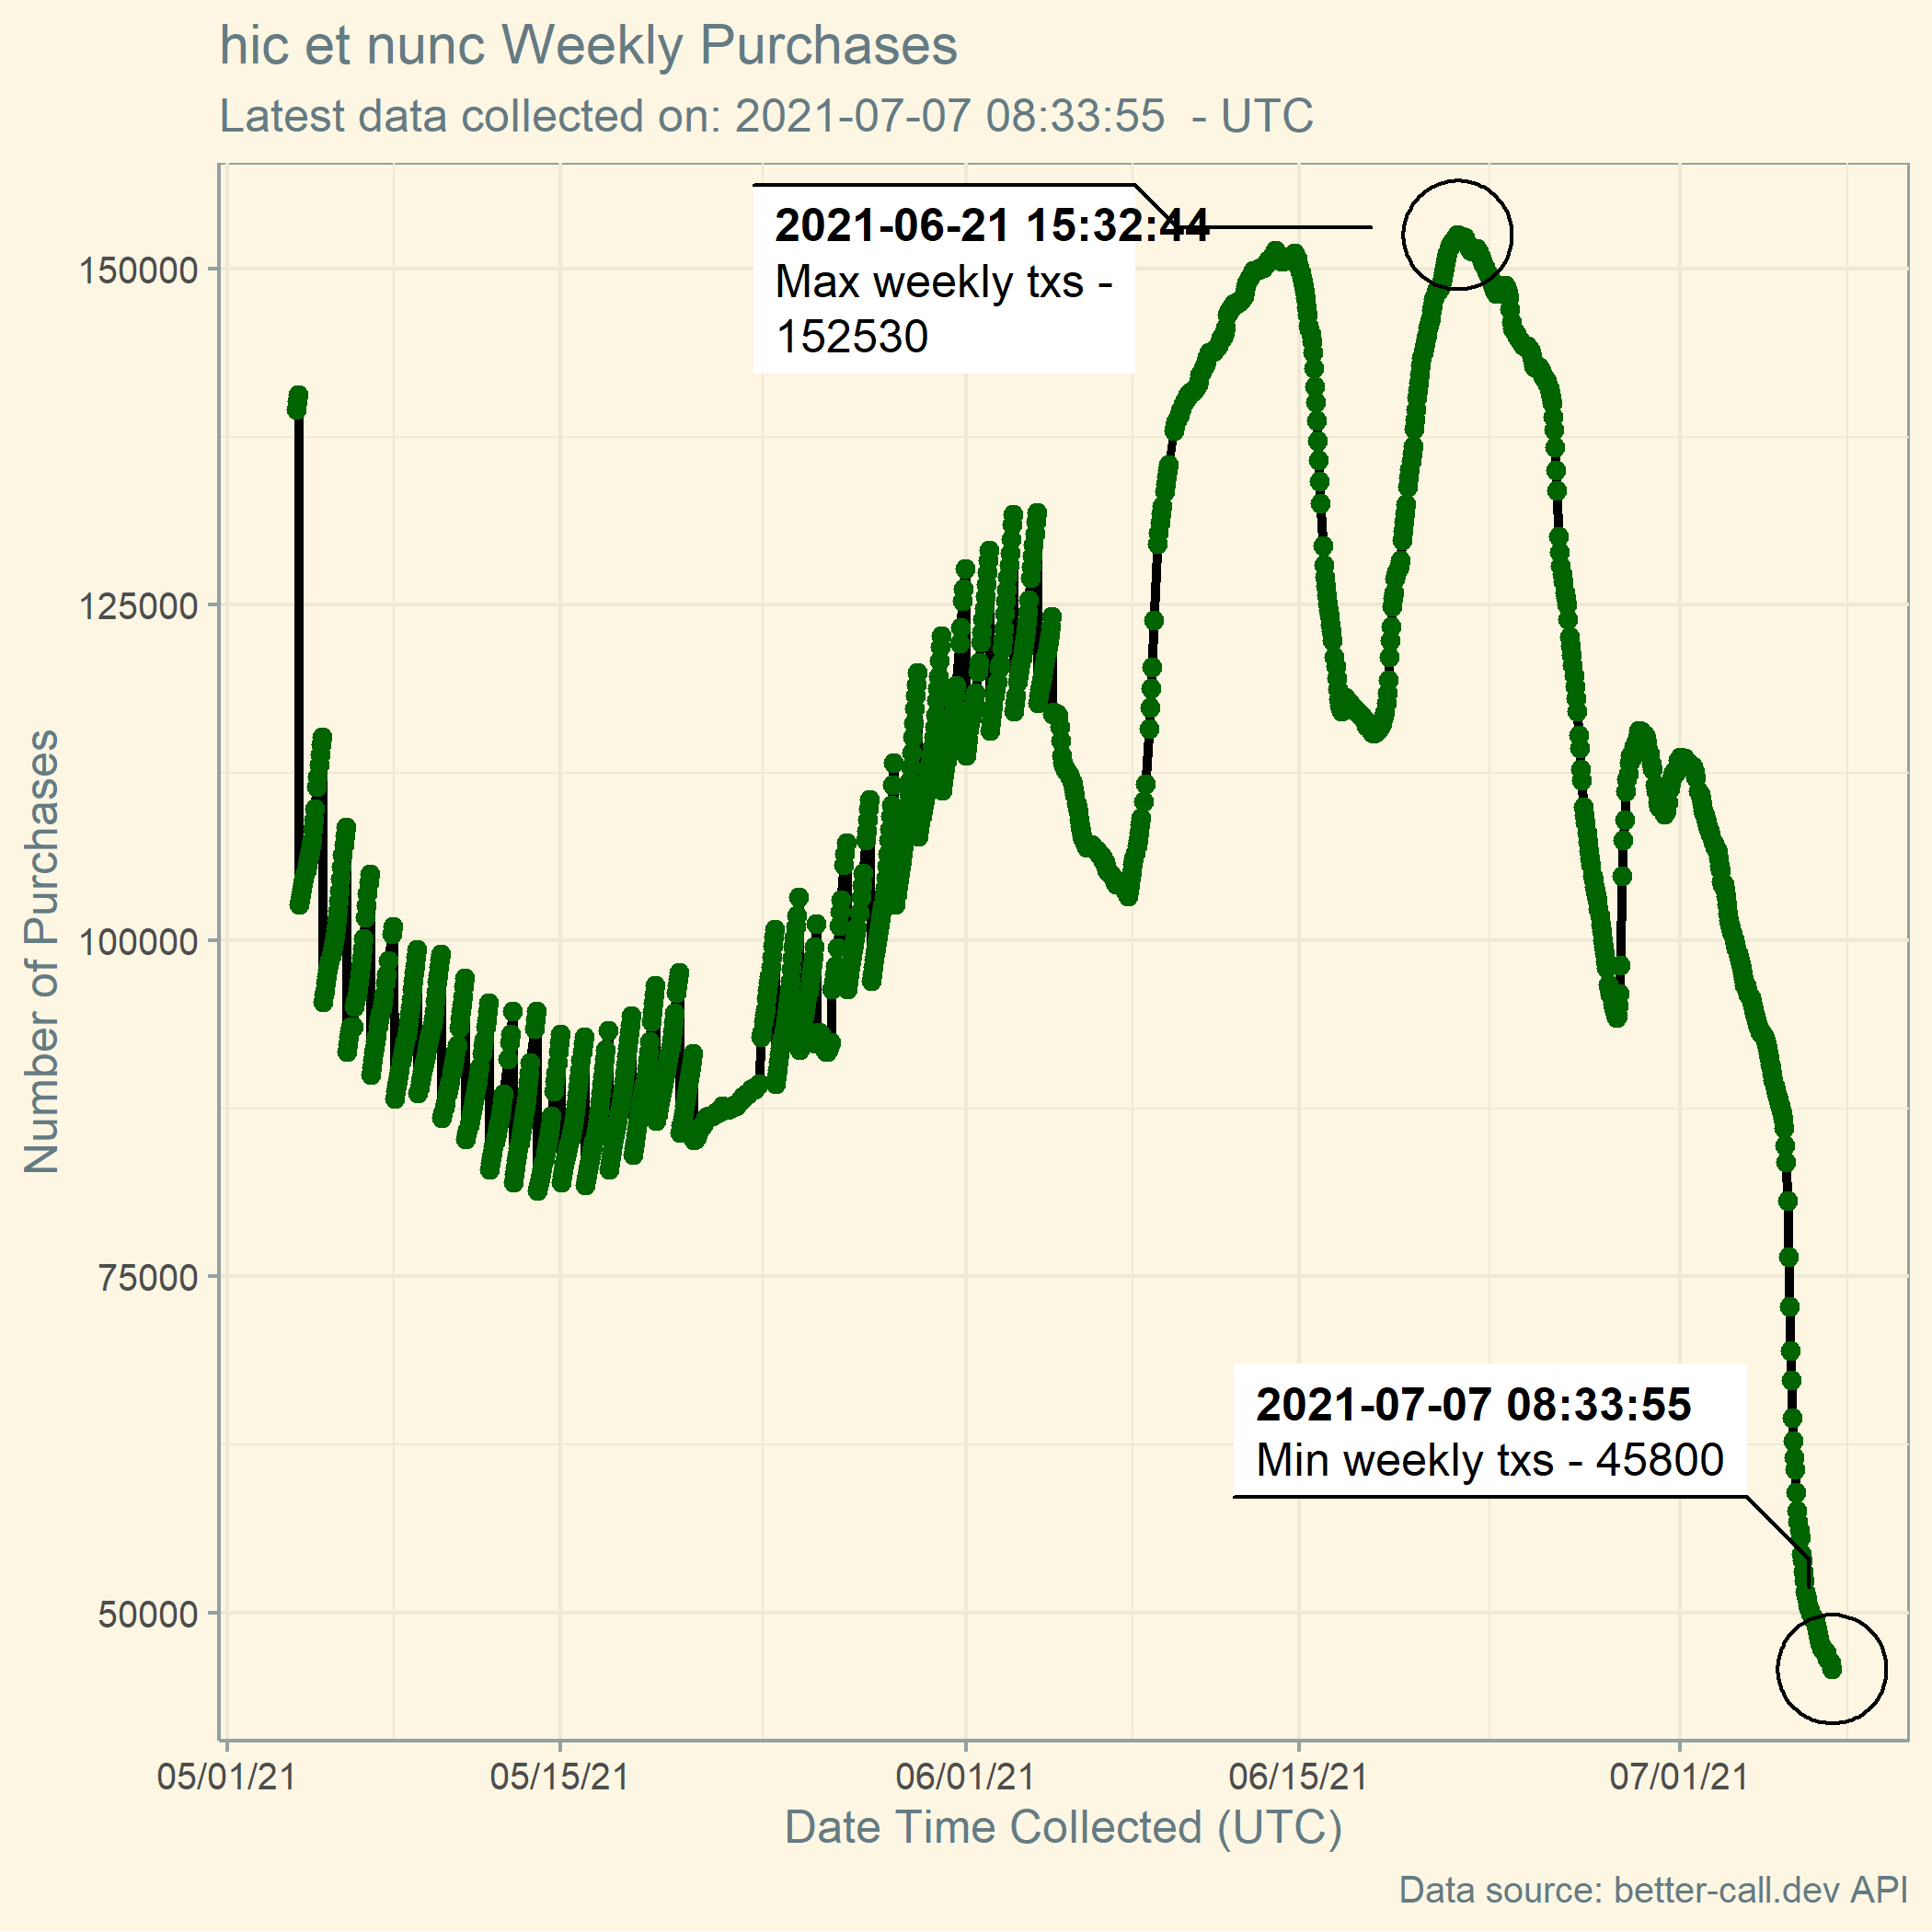 hic et nunc Weekly Purchases
Latest data collected on: 2021-07-07 08:33:55  - UTC
2021-06-21 15:32:44
Max weekly txs -
152530
150000
125000
100000
75000
50000
Number of Purchases
2021-07-07 08:33:55
Min weekly txs - 45800
05/01/21 05/15/21 06/01/21 06/15/21 07/01/21
Date Time Collected (UTC)
Data source: better-call.dev API